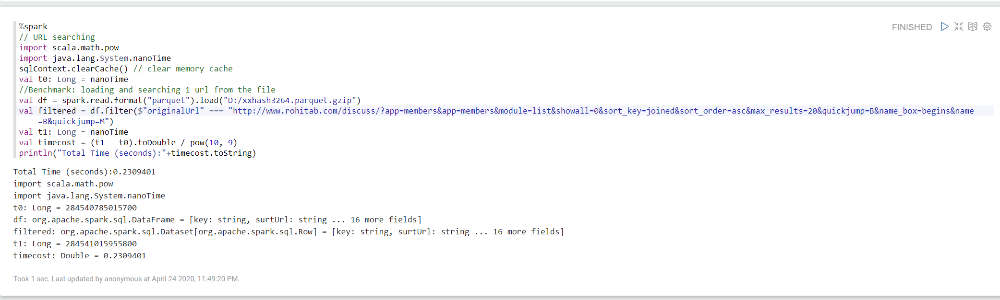 %spark
FINISHED
// URL searching
import scala.math.pow
import java.lang.System.nanoTime
sqlContext.clearCache() // clear memory cache
val t0: Long = nanoTime
//Benchmark: loading and searching 1 url from the file
val df = spark.read.format("parquet").load("D:/xxhash3264.parquet.gzip")
val filtered = df.filter($"originalUrl" === "http://www.rohitab.com/discuss/?app=members&app=members&module=list&showall=0&sort_key=joined&sort_order=asc&max_results=20&quickjump=B&name_box=begins&name
=B&quickjump=M")
val t1: Long = nanoTime
val timecost = (t1 - t0).toDouble / pow(10, 9)
println("Total Time (seconds):"+timecost.toString)
Total Time (seconds):0.2309401
import scala.math.pow
import java.lang.System.nanoTime
t0: Long = 284540785015700
df: org.apache.spark.sql.DataFrame = [key: string, surtUrl: string ... 16 more fields]
filtered: org.apache.spark.sql.Dataset[org.apache.spark.sql.Row] = [key: string, surtUrl: string ... 16 more fields]
t1: Long = 284541015955800
timecost: Double = 0.2309401
Took 1 sec. Last updated by anonymous at April 24 2020, 11:49:20 PM.